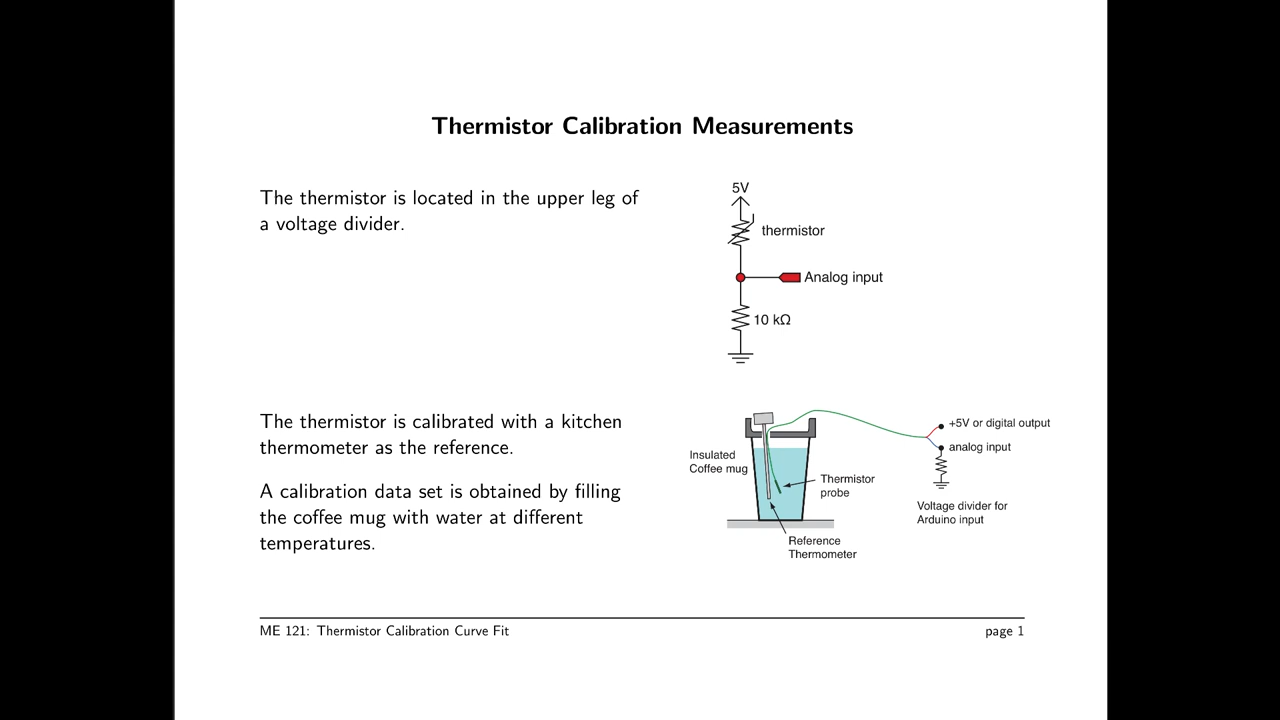 Thermistor Calibration Measurements
The thermistor is located in the upper leg of
a voltage divider.
5V
thermistor
Analog input
10 kΩ
The thermistor is calibrated with a kitchen
thermometer as the reference.
A calibration data set is obtained by filling
the coffee mug with water at different
temperatures.
+5V or digital output
analog input
Insulated
Coffee mug
Thermistor
probe
Voltage divider for
Arduino input
Reference
Thermometer
ME 121: Thermistor Calibration Curve Fit
page 1